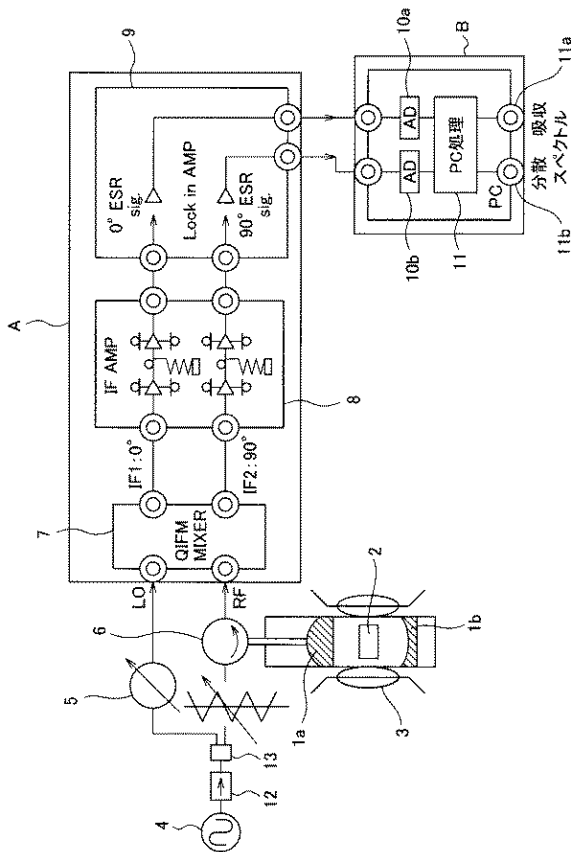 A
9
7
QIFM
MIXER
LO
RF
IF1:0°
IF2:90°
IF AMP
8
0° ESR
sig.
Lock in AMP
90° ESR
sig.
4
12
13
5
6
1a
2
1b
3
B
10a
10b
AD
AD
PC処理
11
PC
11a
11b
吸収
分散
スペクトル